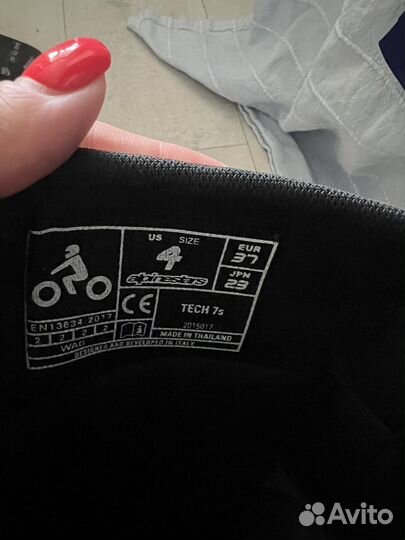 US SIZE
4
alpinestars
EUR
37
JPN
23
CE
TECH 7s
2015017
EN13634:2017
2 2 2 2
WAD
MADE IN THAILAND
DESIGNED AND DEVELOPED IN ITALY
Avito